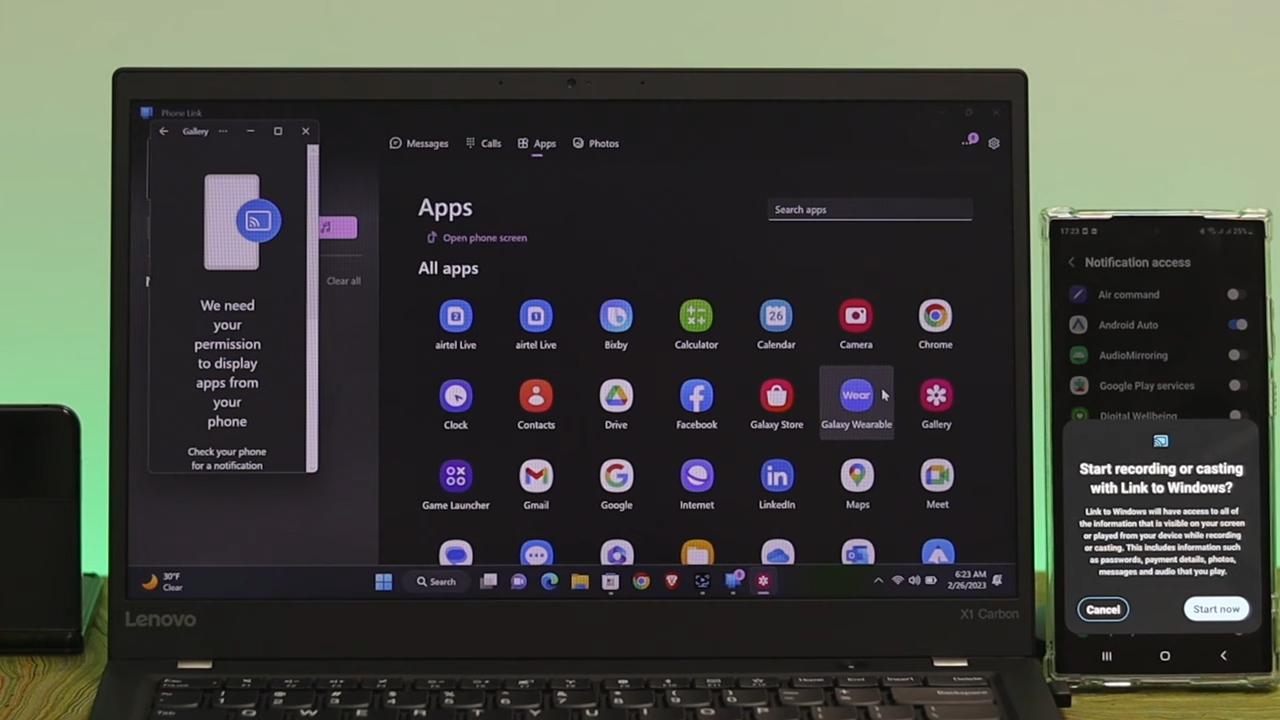 Phone Link
Gallery
We need
your
permission
to display
apps from
your
phone
Check your phone
for a notification
Clear all
Messages
Calls
Apps
Photos
Apps
Search apps
Open phone screen
All apps
airtel Live
airtel Live
Bixby
Calculator
26
Calendar
Camera
Chrome
Clock
Contacts
Drive
Facebook
Galaxy Store
Wear
Galaxy Wearable
Gallery
Game Launcher
Gmail
Google
Internet
LinkedIn
Maps
Meet
30°F
Clear
Search
6:23 AM
2/26/2023
Lenovo
X1 Carbon
17:23
25%
Notification access
Air command
Android Auto
AudioMirroring
Google Play services
Digital Wellbeing
Start recording or casting
with Link to Windows?
Link to Windows will have access to all of
the information that is visible on your screen
or played from your device while recording
or casting. This includes information such
as passwords, payment details, photos,
messages and audio that you play.
Cancel
Start now